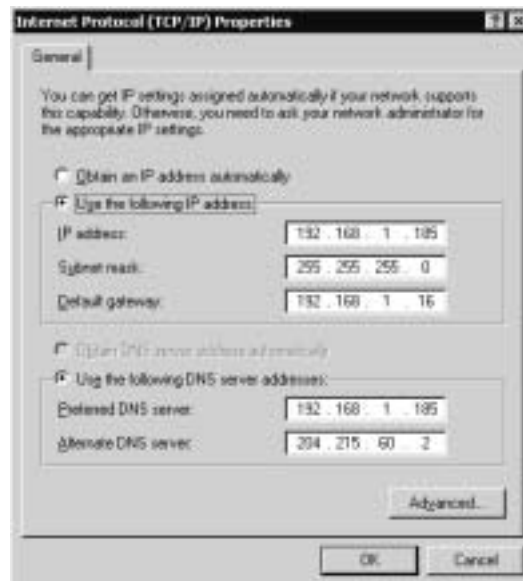 Internet Protocol (TCP/IP) Properties
General
You can get IP settings assigned automatically if your network supports
this capability. Otherwise, you need to ask your network administrator for
the appropriate IP settings.
Obtain an IP address automatically
Use the following IP address:
IP address: 192 . 168 . 1 . 185
Subnet mask: 255 . 255 . 255 . 0
Default gateway: 192 . 168 . 1 . 16
Obtain DNS server address automatically
Use the following DNS server addresses:
Preferred DNS server: 192 . 168 . 1 . 185
Alternate DNS server: 204 . 215 . 60 . 2
Advanced...
OK
Cancel